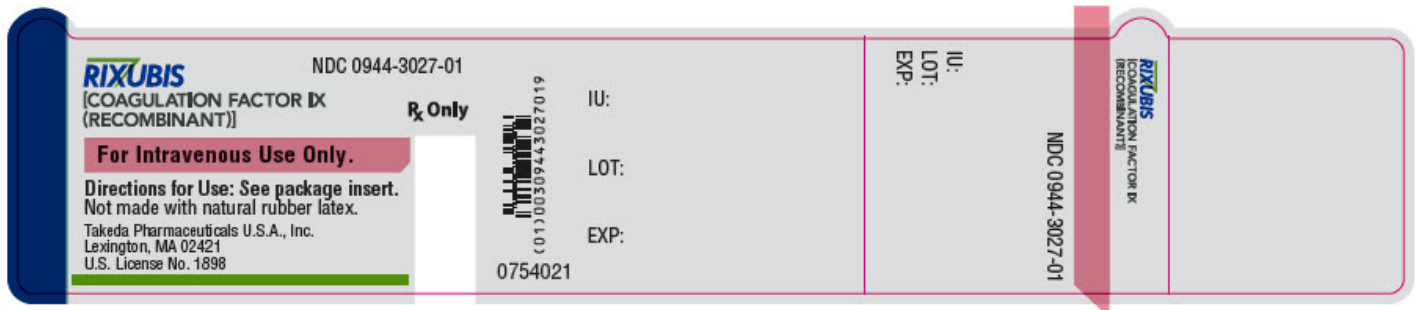 RIXUBIS
NDC 0944-3027-01
[COAGULATION FACTOR IX
(RECOMBINANT)]
Rx Only
For Intravenous Use Only.
Directions for Use: See package insert.
Not made with natural rubber latex.
Takeda Pharmaceuticals U.S.A., Inc.
Lexington, MA 02421
U.S. License No. 1898
(01)00309443027019
0754021
IU:
LOT:
EXP:
IU:
LOT:
EXP:
NDC 0944-3027-01
RIXUBIS
[COAGULATION FACTOR IX
(RECOMBINANT)]